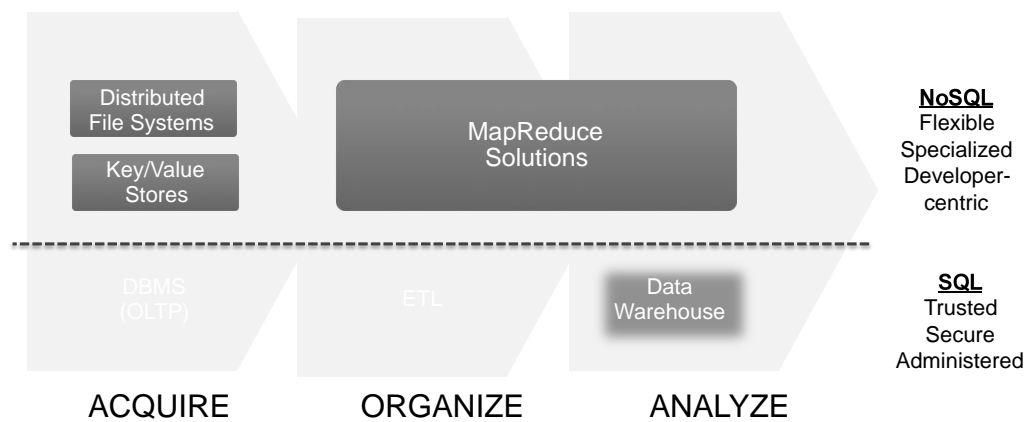 Distributed
File Systems
Key/Value
Stores
MapReduce
Solutions
NoSQL
Flexible
Specialized
Developer-
centric
DBMS
(OLTP)
ETL
Data
Warehouse
SQL
Trusted
Secure
Administered
ACQUIRE
ORGANIZE
ANALYZE